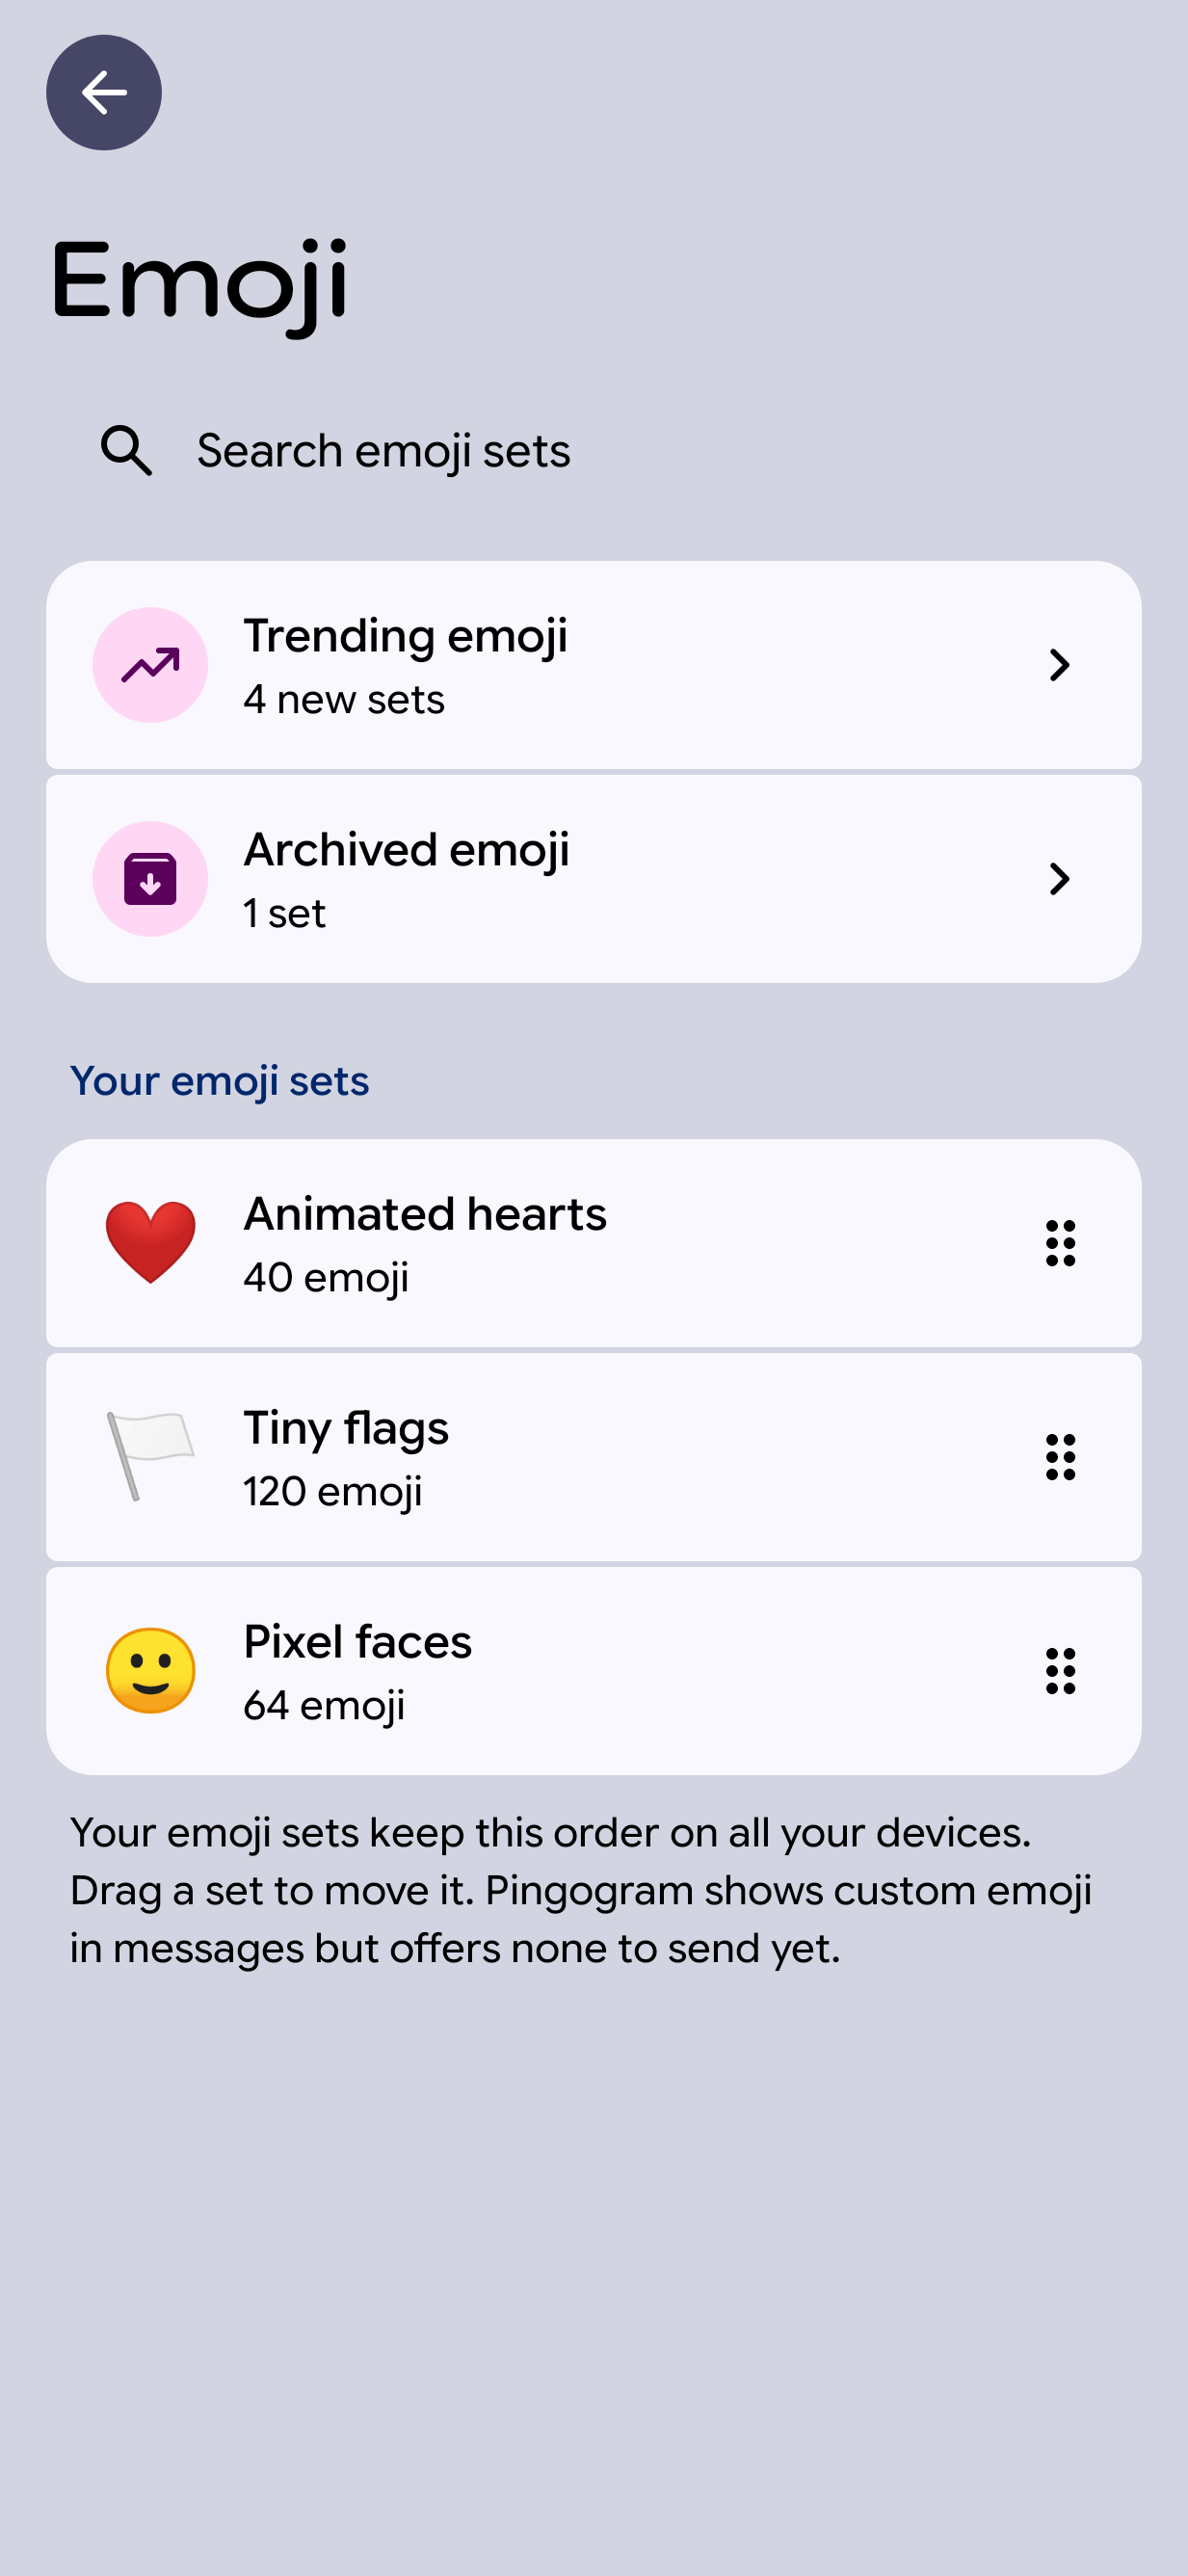 Emoji
Search emoji sets
Trending emoji
4 new sets
Archived emoji
1 set
Your emoji sets
Animated hearts
40 emoji
Tiny flags
120 emoji
Pixel faces
64 emoji
Your emoji sets keep this order on all your devices.
Drag a set to move it. Pingogram shows custom emoji
in messages but offers none to send yet.